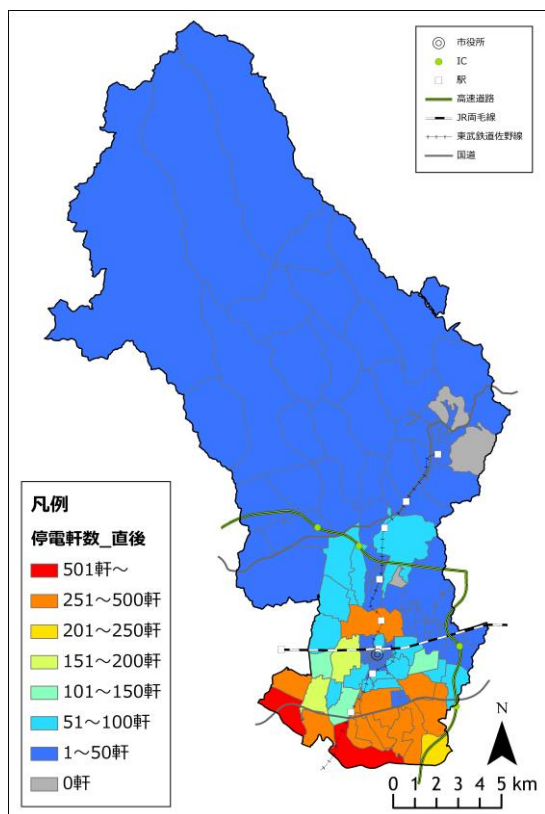 市役所
IC
駅
高速道路
JR両毛線
東武鉄道佐野線
国道
凡例
停電軒数_直後
501軒~
251~500軒
201~250軒
151~200軒
101~150軒
51~100軒
1~50軒
0軒
N
0 1 2 3 4 5 km